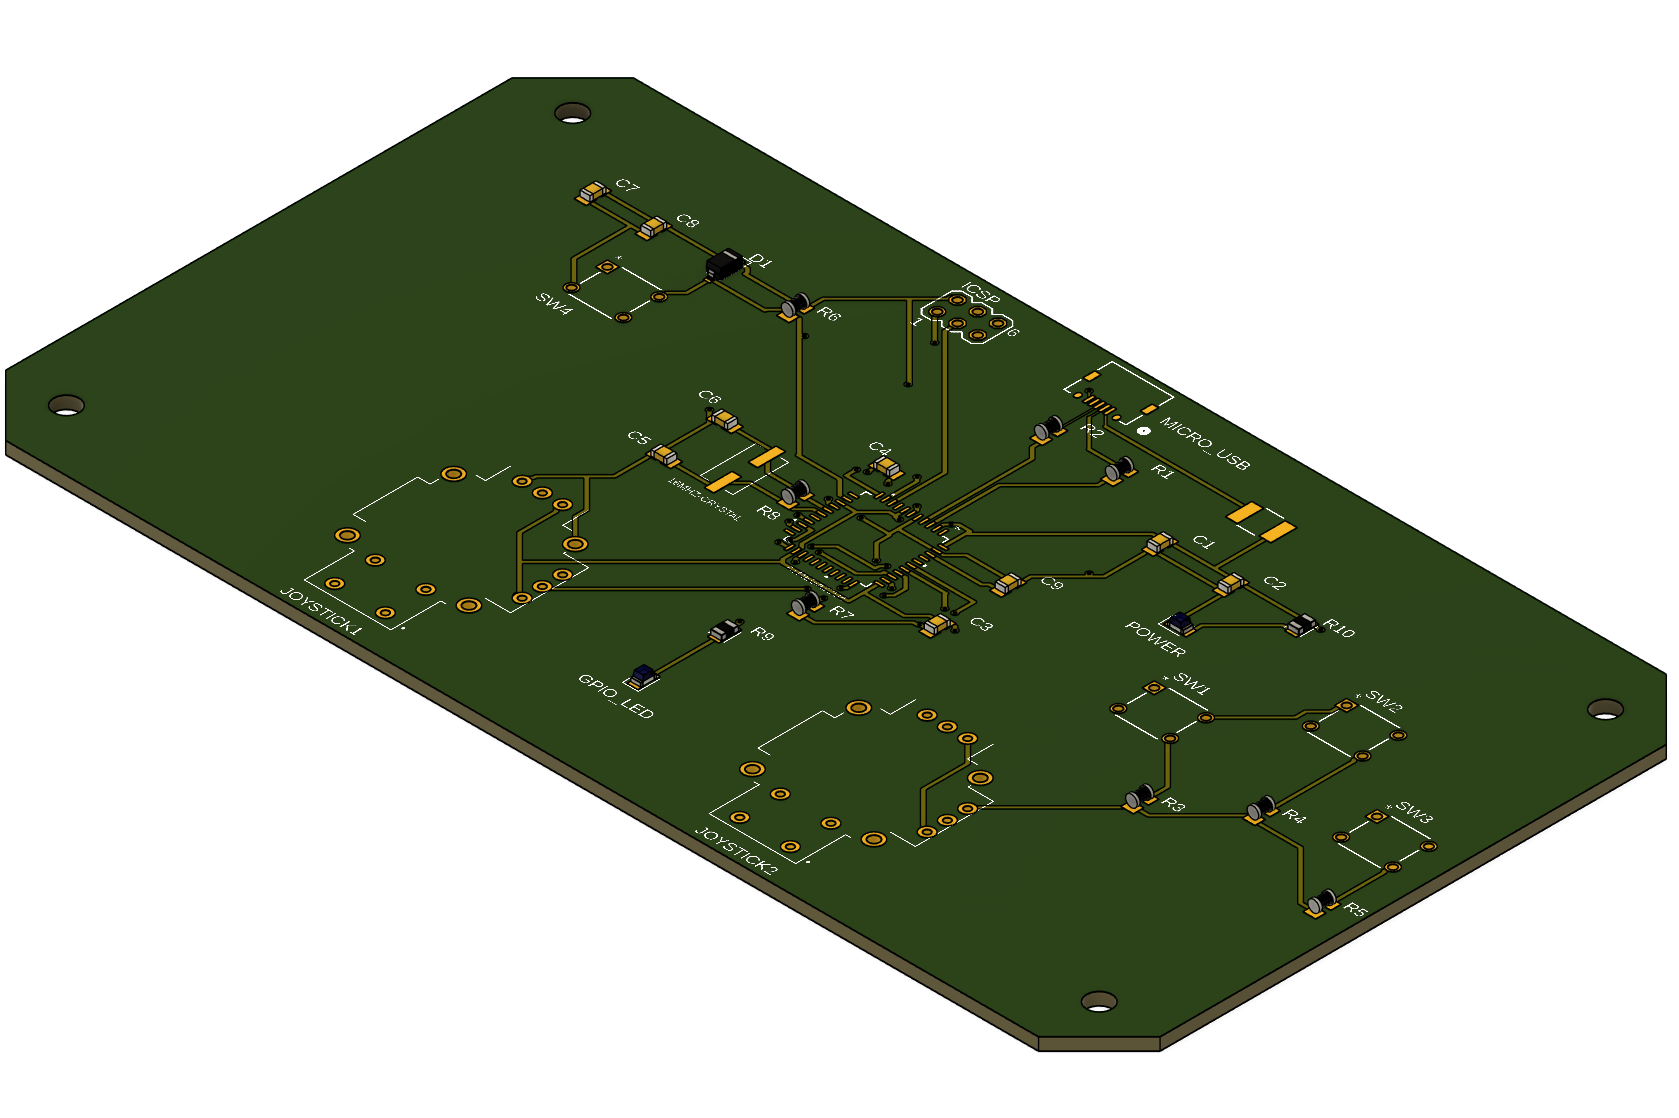 C7
C8
D1
SW4
R6
ICSP
1
6
MICRO_USB
R2
R1
C6
C5
C4
16MHZ-CRYSTAL
R8
C1
C9
C2
R7
C3
R9
R10
POWER
JOYSTICK1
GPIO_LED
* SW1
* SW2
R3
R4
* SW3
JOYSTICK2
R5